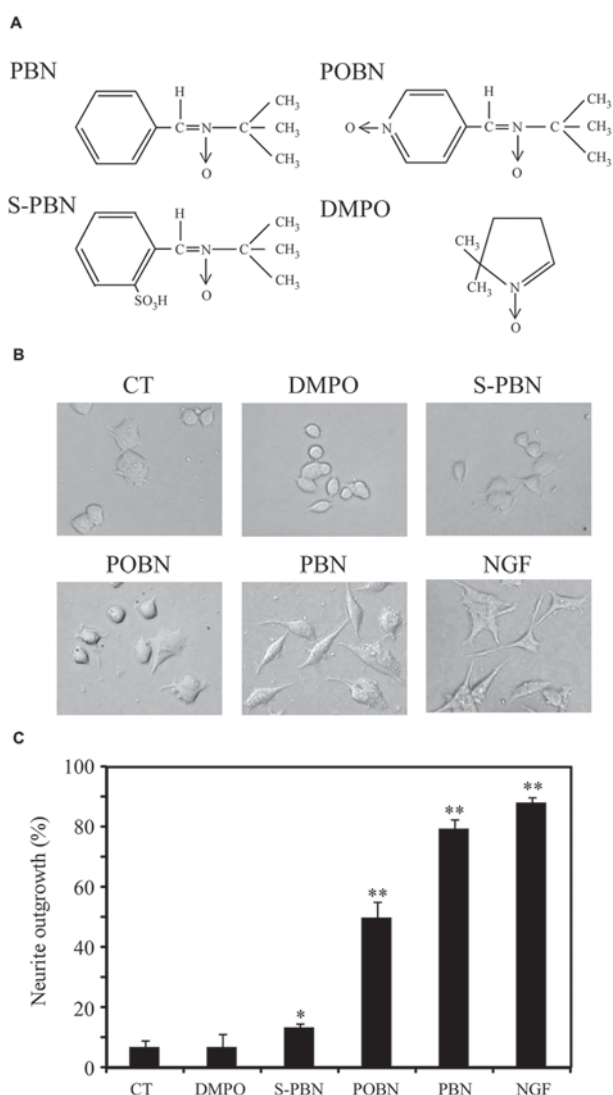 A
PBN
POBN
H
C=N
C
CH3
CH3
CH3
O
O
N
H
C=N
C
CH3
CH3
CH3
O
S-PBN
DMPO
H
C=N
C
CH3
CH3
CH3
O
SO3H
CH3
CH3
N
O
B
CT DMPO S-PBN
POBN PBN NGF
C
Neurite outgrowth (%)
100
80
60
40
20
0
*
**
**
**
CT DMPO S-PBN POBN PBN NGF